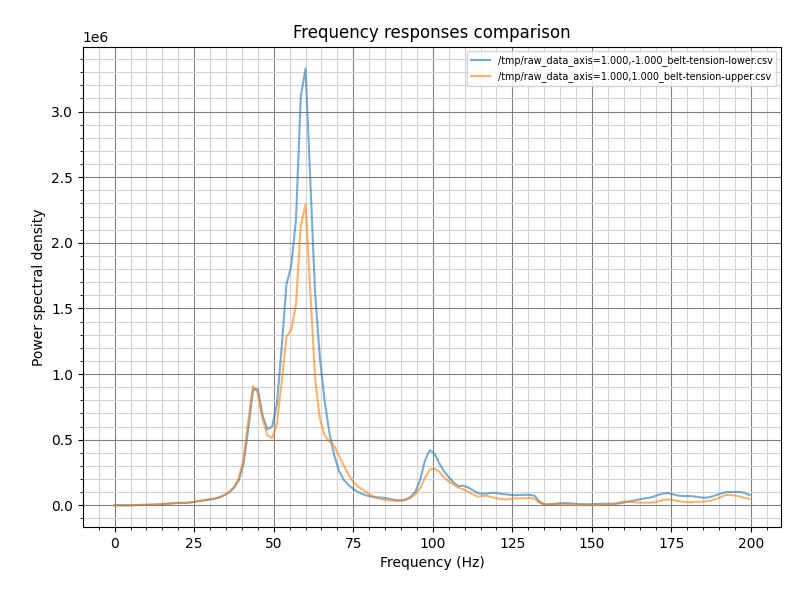 Frequency responses comparison
1e6
/tmp/raw_data_axis=1.000,-1.000_belt-tension-lower.csv
/tmp/raw_data_axis=1.000,1.000_belt-tension-upper.csv
3.0
2.5
2.0
1.5
1.0
0.5
0.0
Power spectral density
0 25 50 75 100 125 150 175 200
Frequency (Hz)